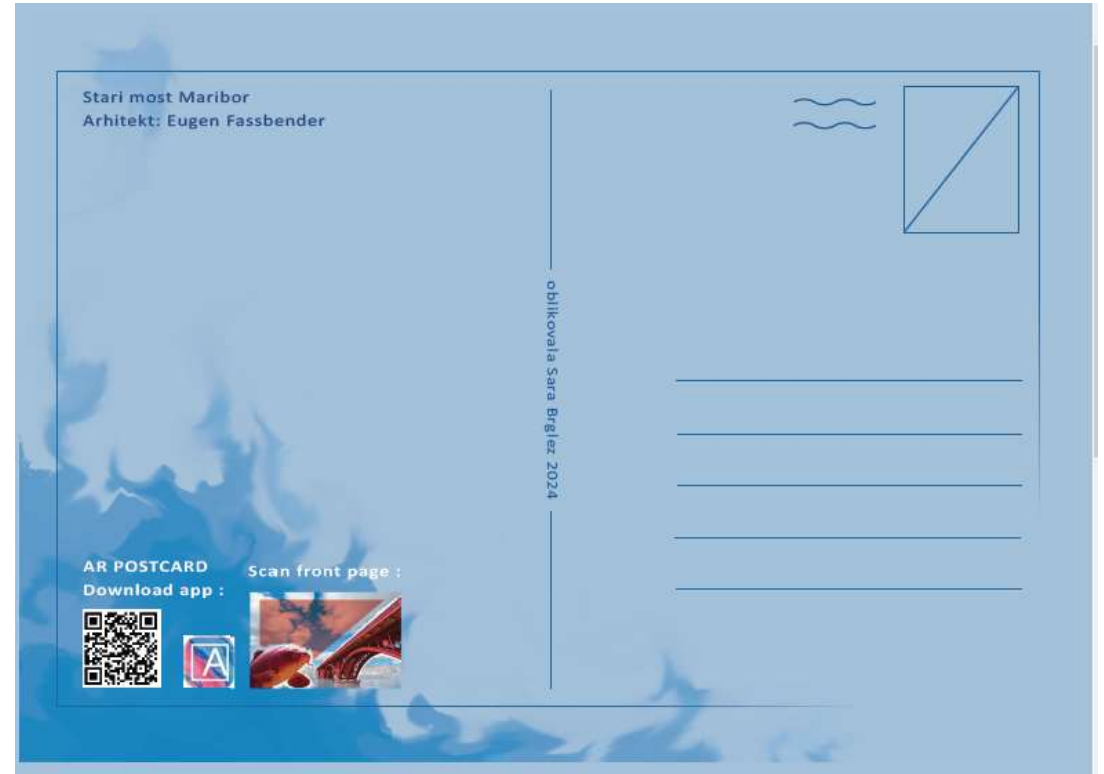 Stari most Maribor
Arhitekt: Eugen Fassbender
oblikovala Sara Brglez 2024
AR POSTCARD
Download app :
Scan front page :
A